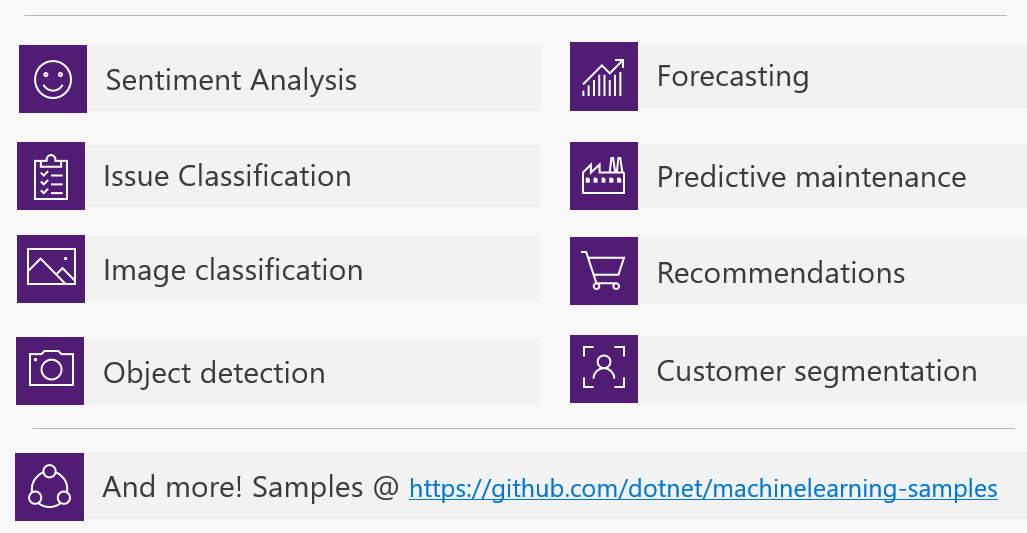 Sentiment Analysis
Forecasting
Issue Classification
Predictive maintenance
Image classification
Recommendations
Object detection
Customer segmentation
And more! Samples @ https://github.com/dotnet/machinelearning-samples